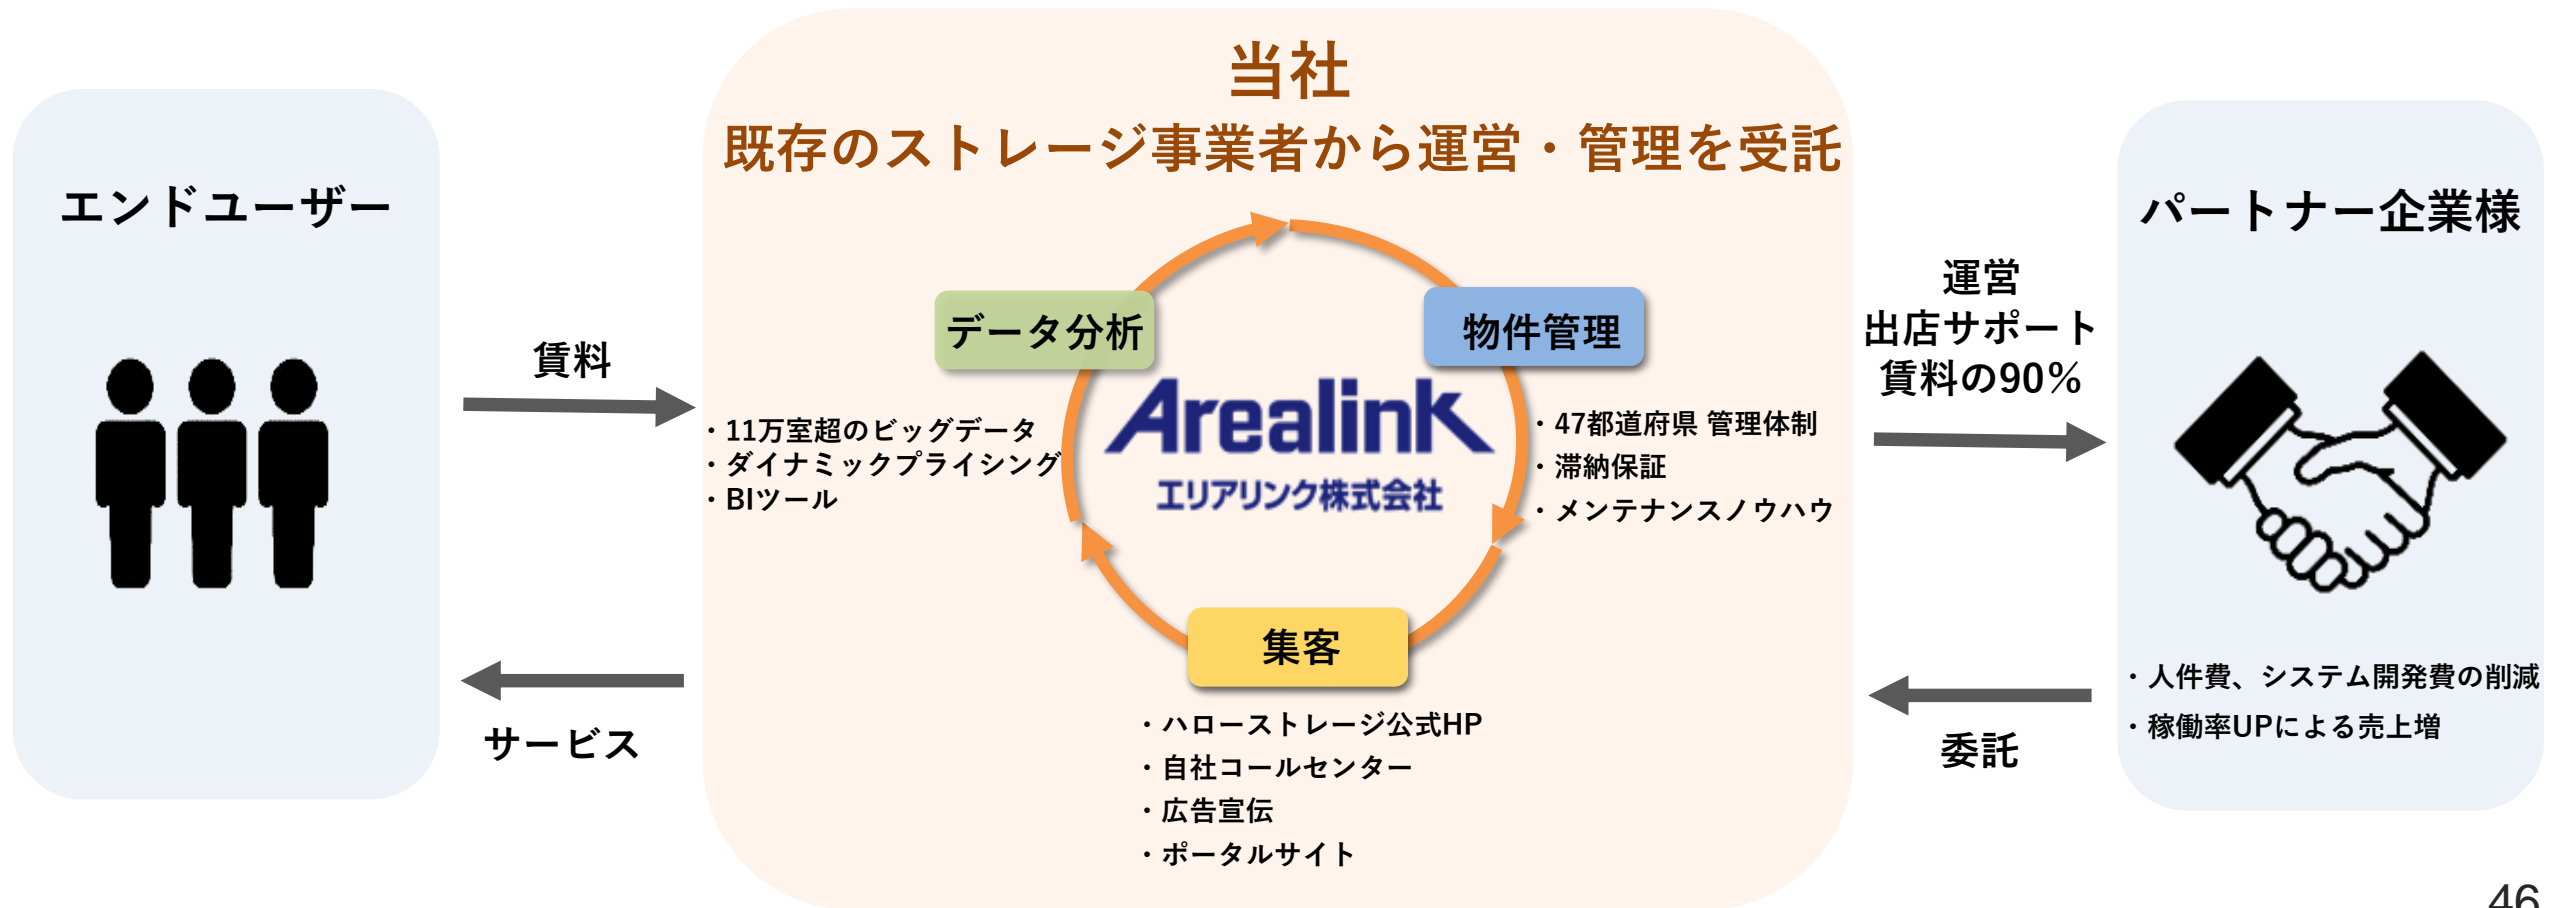 当社
既存のストレージ事業者から運営・管理を受託
エンドユーザー
賃料
サービス
データ分析
・11万室超のビッグデータ
・ダイナミックプライシング
・BIツール
Arealink
エリアリンク株式会社
物件管理
・47都道府県 管理体制
・滞納保証
・メンテナンスノウハウ
集客
・ハローストレージ公式HP
・自社コールセンター
・広告宣伝
・ポータルサイト
運営
出店サポート
賃料の90%
委託
パートナー企業様
・人件費、システム開発費の削減
・稼働率UPによる売上増
46